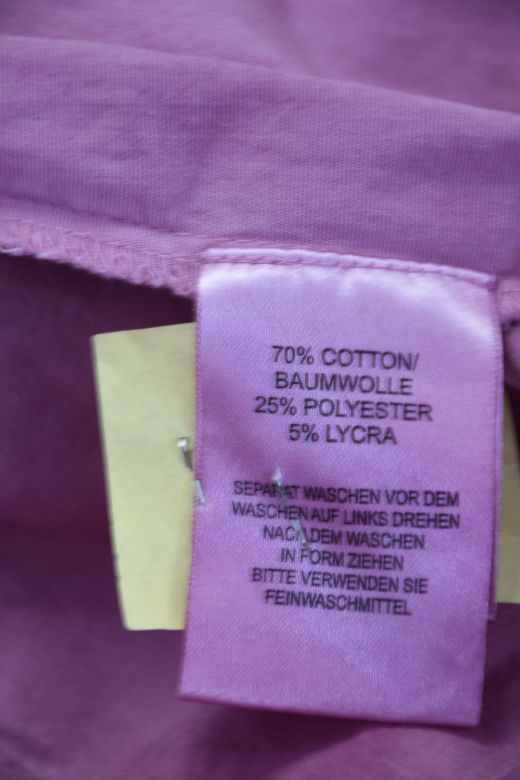 70% COTTON/
BAUMWOLLE
25% POLYESTER
5% LYCRA
SEPARAT WASCHEN VOR DEM
WASCHEN AUF LINKS DREHEN
NACH DEM WASCHEN
IN FORM ZIEHEN
BITTE VERWENDEN SIE
FEINWASCHMITTEL